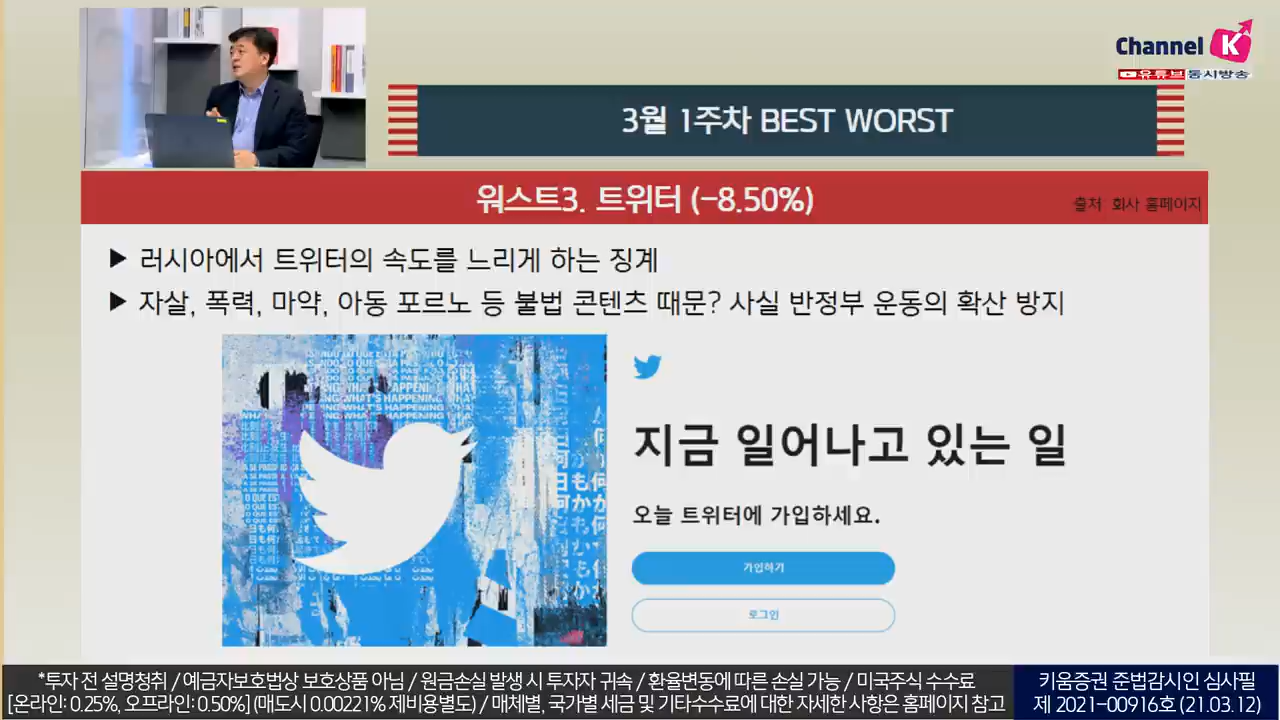 Channel K
유튜브 동시방송
3월 1주차 BEST WORST
워스트3. 트위터 (-8.50%)
출처 회사 홈페이지
▶ 러시아에서 트위터의 속도를 느리게 하는 징계
▶ 자살, 폭력, 마약, 아동 포르노 등 불법 콘텐츠 때문? 사실 반정부 운동의 확산 방지
지금 일어나고 있는 일
오늘 트위터에 가입하세요.
가입하기
로그인
*투자 전 설명청취 / 예금자보호법상 보호상품 아님 / 원금손실 발생 시 투자자 귀속 / 환율변동에 따른 손실 가능 / 미국주식 수수료
[온라인: 0.25%, 오프라인: 0.50%] (매도시 0.00221% 제비용별도) / 매체별, 국가별 세금 및 기타수수료에 대한 자세한 사항은 홈페이지 참고
키움증권 준법감시인 심사필
제 2021-00916호 (21.03.12)